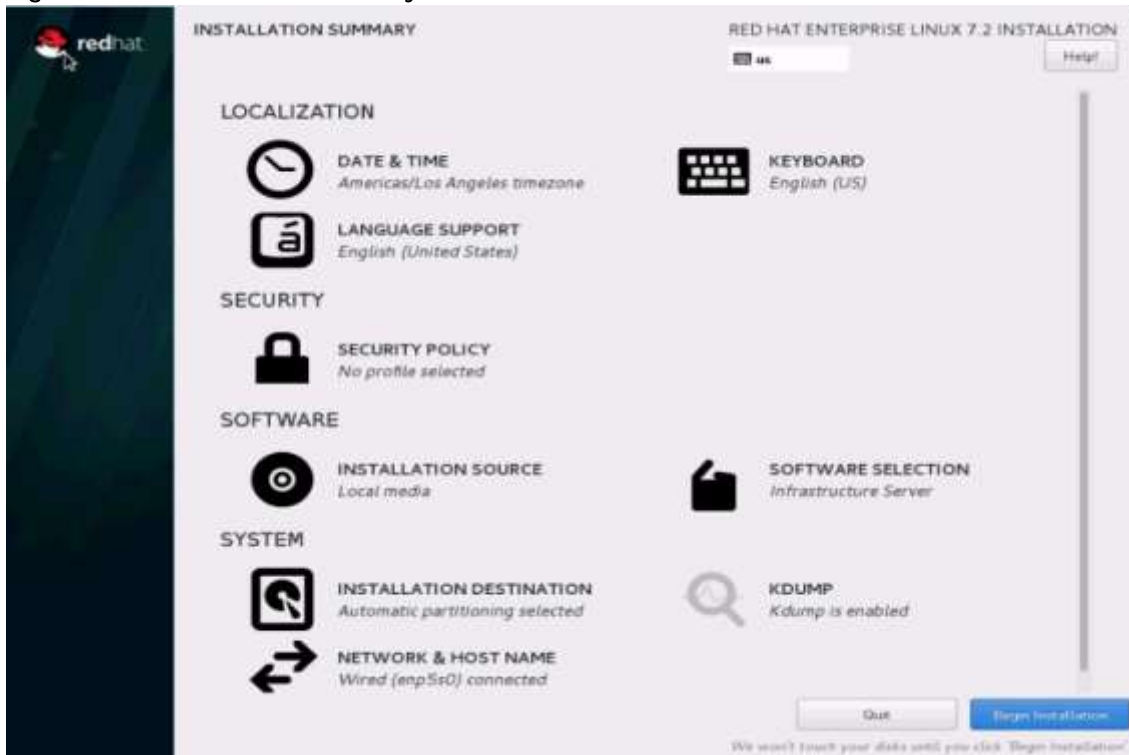 redhat
INSTALLATION SUMMARY
RED HAT ENTERPRISE LINUX 7.2 INSTALLATION
us
Help!
LOCALIZATION
DATE & TIME
Americas/Los Angeles timezone
KEYBOARD
English (US)
á
LANGUAGE SUPPORT
English (United States)
SECURITY
SECURITY POLICY
No profile selected
SOFTWARE
INSTALLATION SOURCE
Local media
SOFTWARE SELECTION
Infrastructure Server
SYSTEM
INSTALLATION DESTINATION
Automatic partitioning selected
KDUMP
Kdump is enabled
NETWORK & HOST NAME
Wired (enp5s0) connected
Quit
Begin Installation
We won't touch your disks until you click 'Begin Installation'